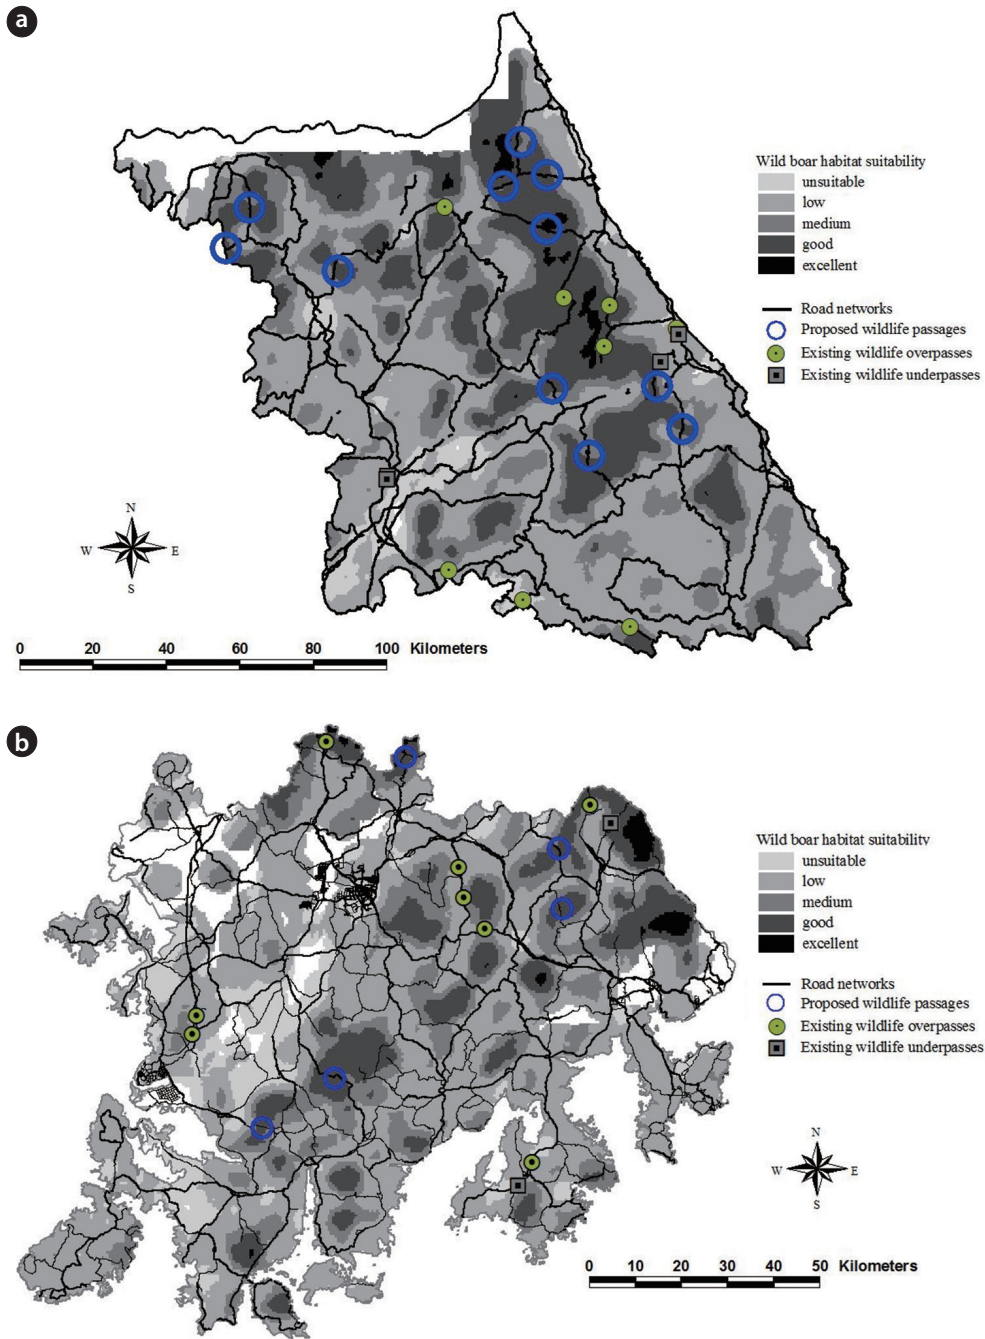 a
Wild boar habitat suitability
unsuitable
low
medium
good
excellent
Road networks
Proposed wildlife passages
Existing wildlife overpasses
Existing wildlife underpasses
N
W E
S
0 20 40 60 80 100 Kilometers
b
Wild boar habitat suitability
unsuitable
low
medium
good
excellent
Road networks
Proposed wildlife passages
Existing wildlife overpasses
Existing wildlife underpasses
N
W E
S
0 10 20 30 40 50 Kilometers